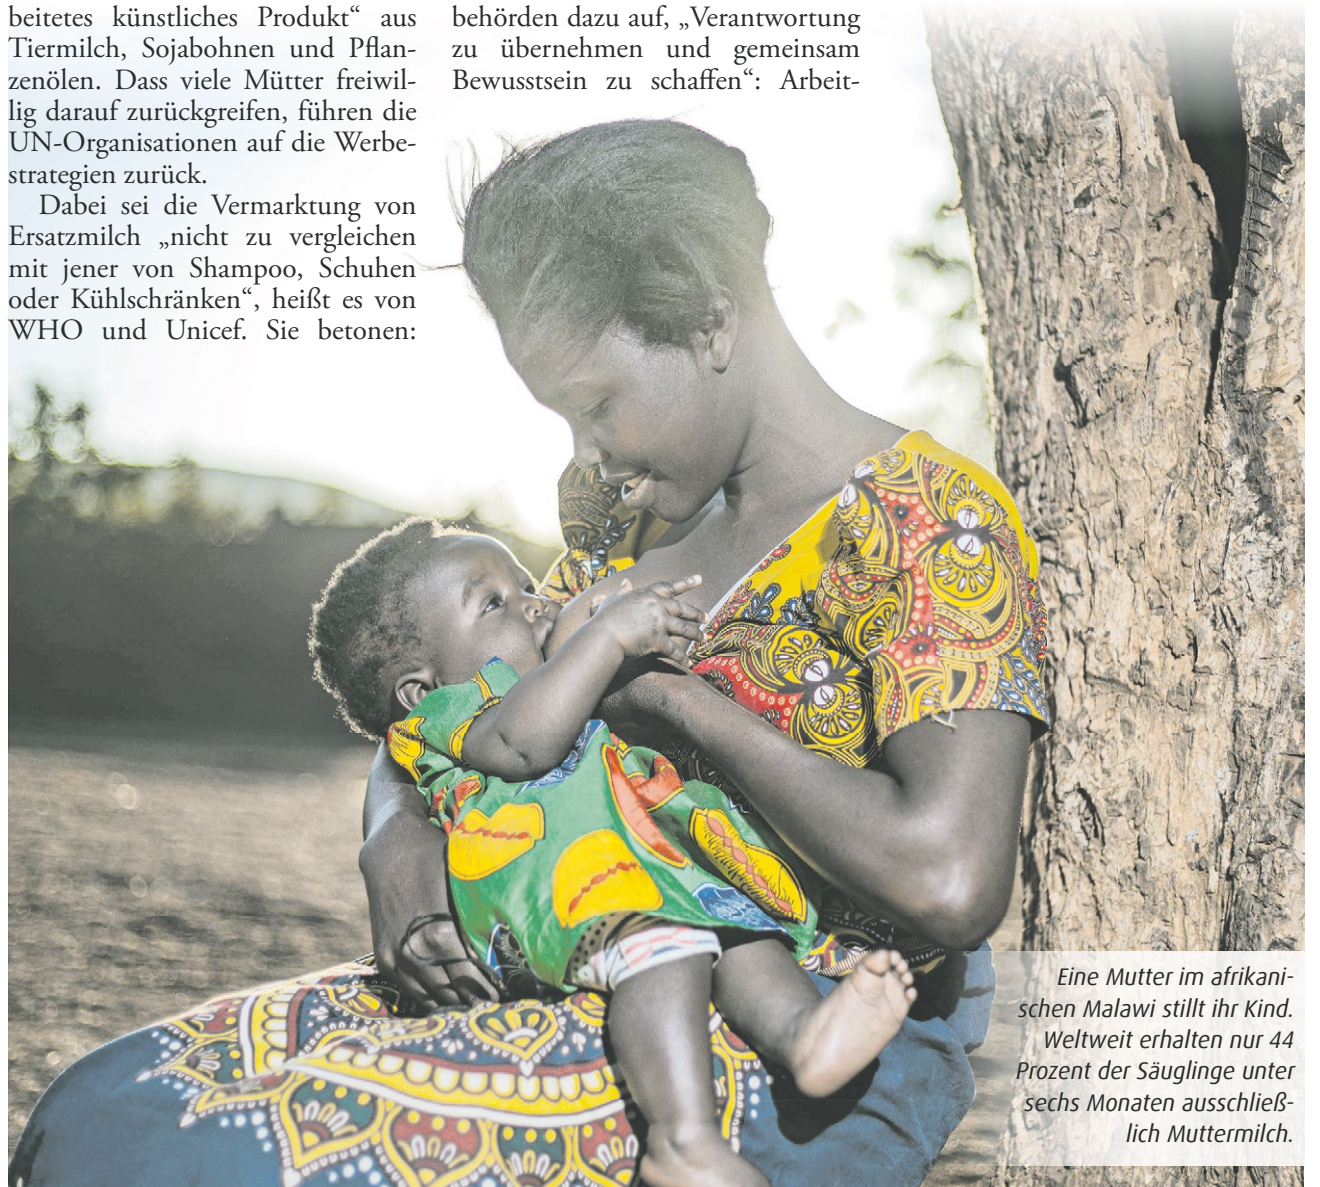 beitetes künstliches Produkt“ aus
Tiermilch, Sojabohnen und Pflan-
zenölen. Dass viele Mütter freiwil-
lig darauf zurückgreifen, führen die
UN-Organisationen auf die Werbe-
strategien zurück.
Dabei sei die Vermarktung von
Ersatzmilch „nicht zu vergleichen
mit jener von Shampoo, Schuhen
oder Kühlschränken“, heißt es von
WHO und Unicef. Sie betonen:
behörden dazu auf, „Verantwortung
zu übernehmen und gemeinsam
Bewusstsein zu schaffen“: Arbeit-
Eine Mutter im afrikani-
schen Malawi stillt ihr Kind.
Weltweit erhalten nur 44
Prozent der Säuglinge unter
sechs Monaten ausschließ-
lich Muttermilch.